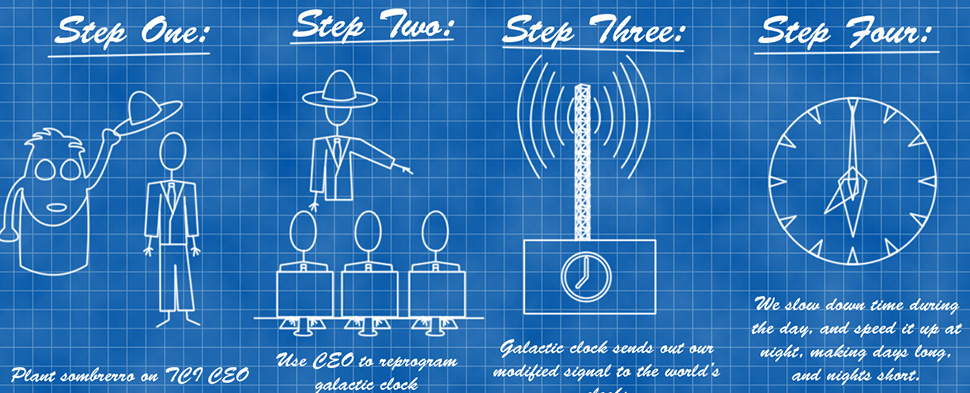 Step One:
Plant sombrerro on TCI CEO
Step Two:
Use CEO to reprogram
galactic clock
Step Three:
Galactic clock sends out our
modified signal to the world's
Step Four:
We slow down time during
the day, and speed it up at
night, making days long,
and nights short.